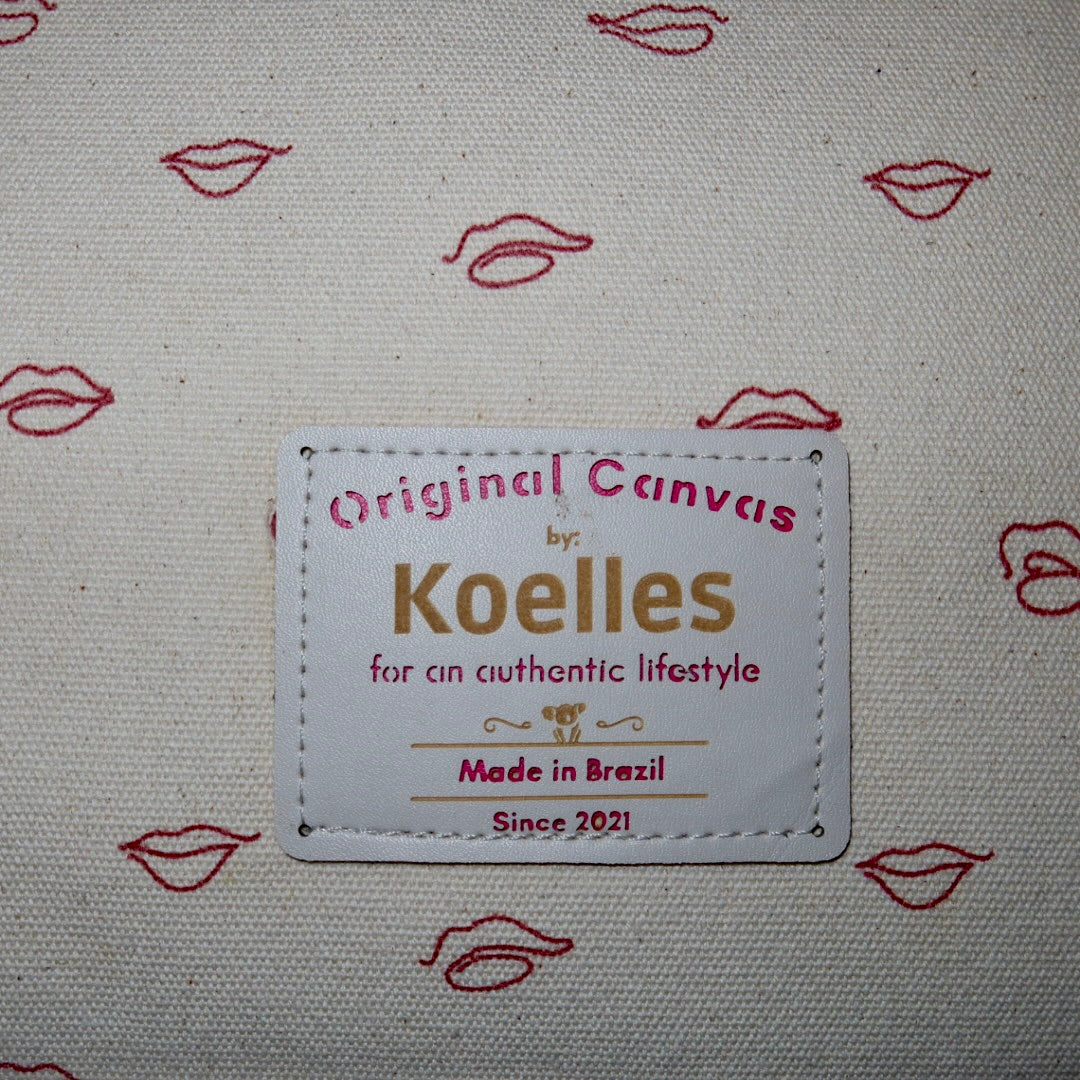 Original Canvas
by:
Koelles
for an authentic lifestyle
Made in Brazil
Since 2021